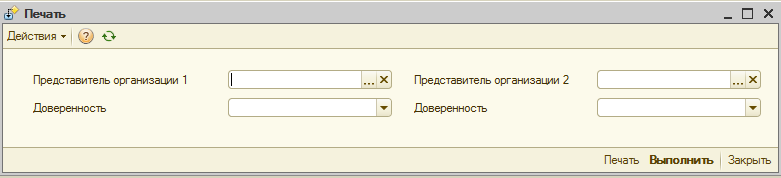 Печать
Действия
Представитель организации 1 ... Представитель организации 2 ...
Доверенность Доверенность
Печать Выполнить Закрыть